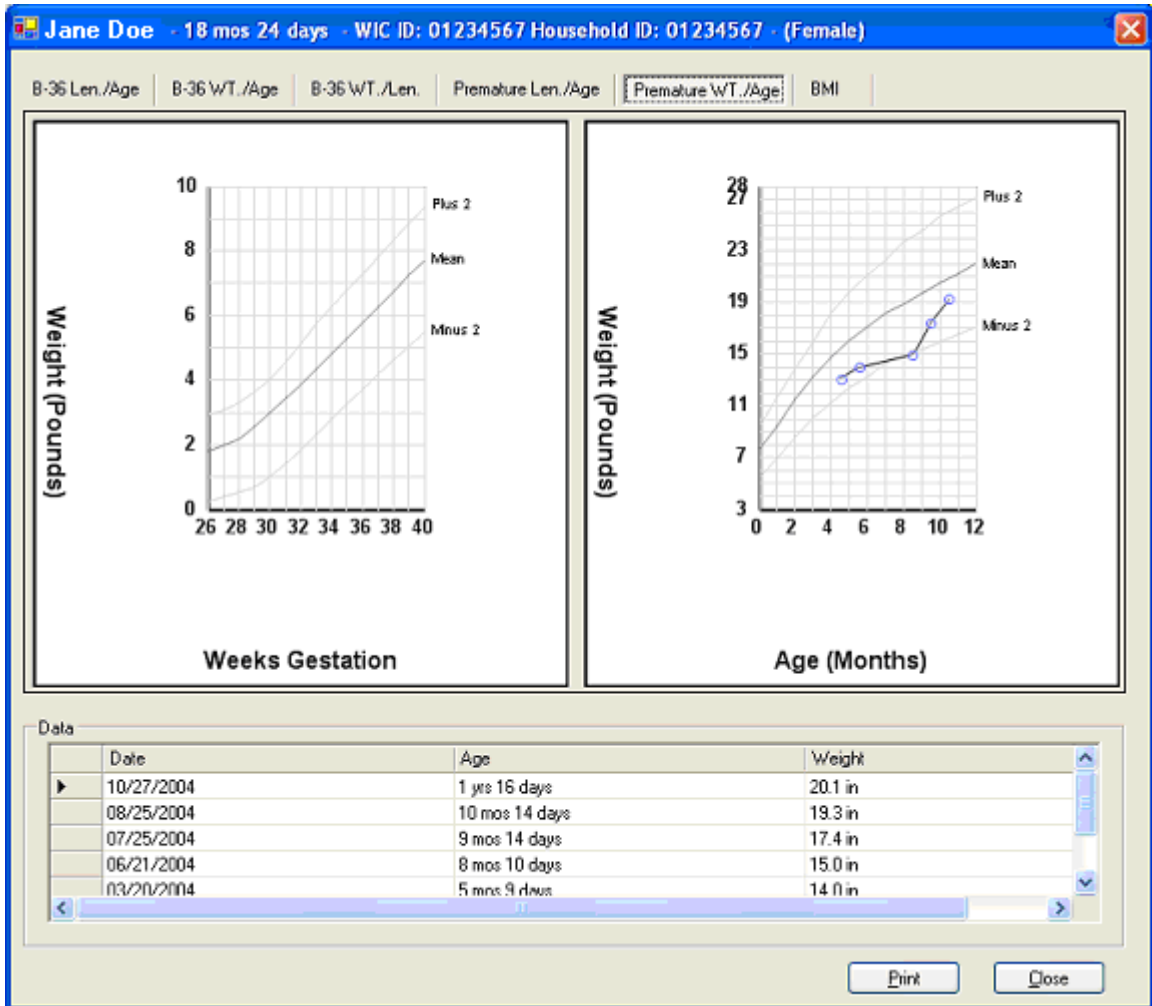 Jane Doe - 18 mos 24 days - WIC ID: 01234567 Household ID: 01234567 - (Female)
B-36 Len./Age B-36 WT./Age B-36 WT./Len. Premature Len./Age Premature WT./Age BMI
Weight (Pounds)
10
8
6
4
2
0
26 28 30 32 34 36 38 40
Plus 2
Mean
Minus 2
Weeks Gestation
Weight (Pounds)
28
27
23
19
15
11
7
3
0 2 4 6 8 10 12
Plus 2
Mean
Minus 2
Age (Months)
Data
Date Age Weight
10/27/2004 1 yrs 16 days 20.1 in
08/25/2004 10 mos 14 days 19.3 in
07/25/2004 9 mos 14 days 17.4 in
06/21/2004 8 mos 10 days 15.0 in
03/20/2004 5 mos 9 days 14.0 in
Print Close